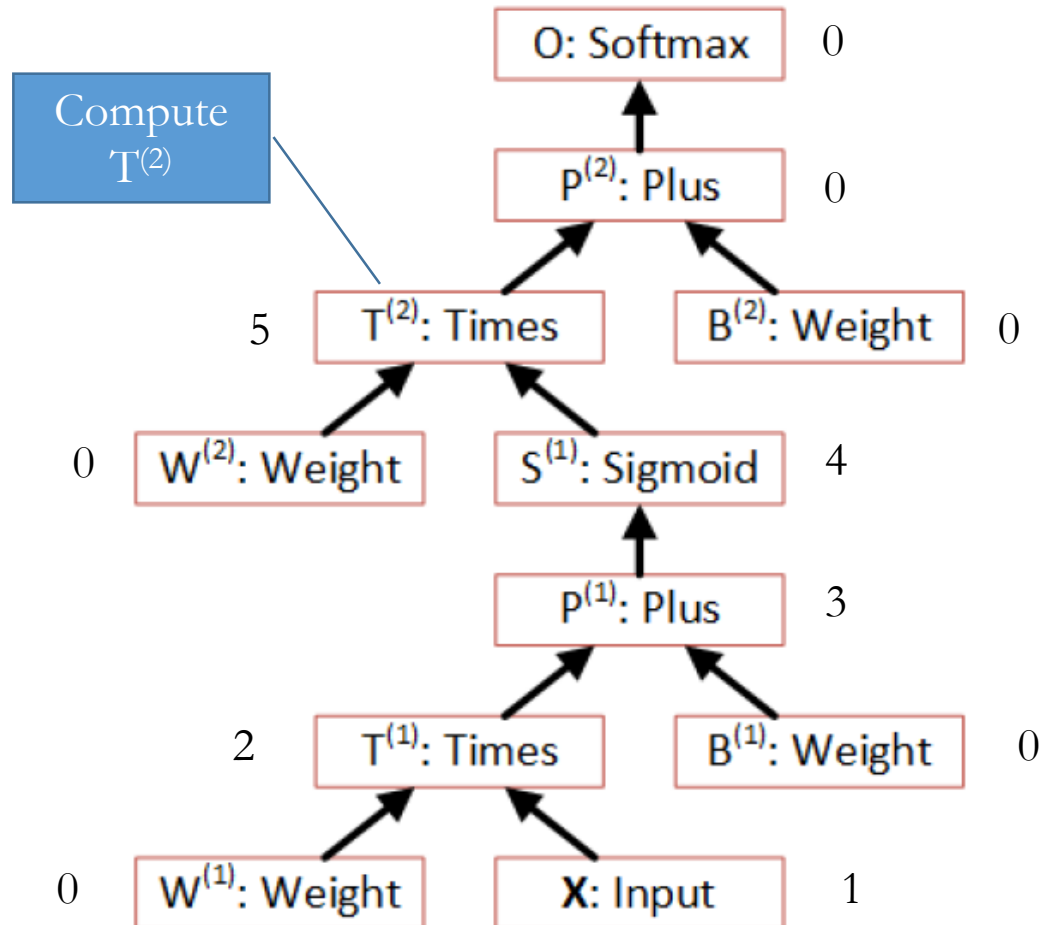 O: Softmax 0
Compute
T(2)
P(2): Plus 0
5 T(2): Times B(2): Weight 0
0 W(2): Weight S(1): Sigmoid 4
P(1): Plus 3
2 T(1): Times B(1): Weight 0
0 W(1): Weight X: Input 1